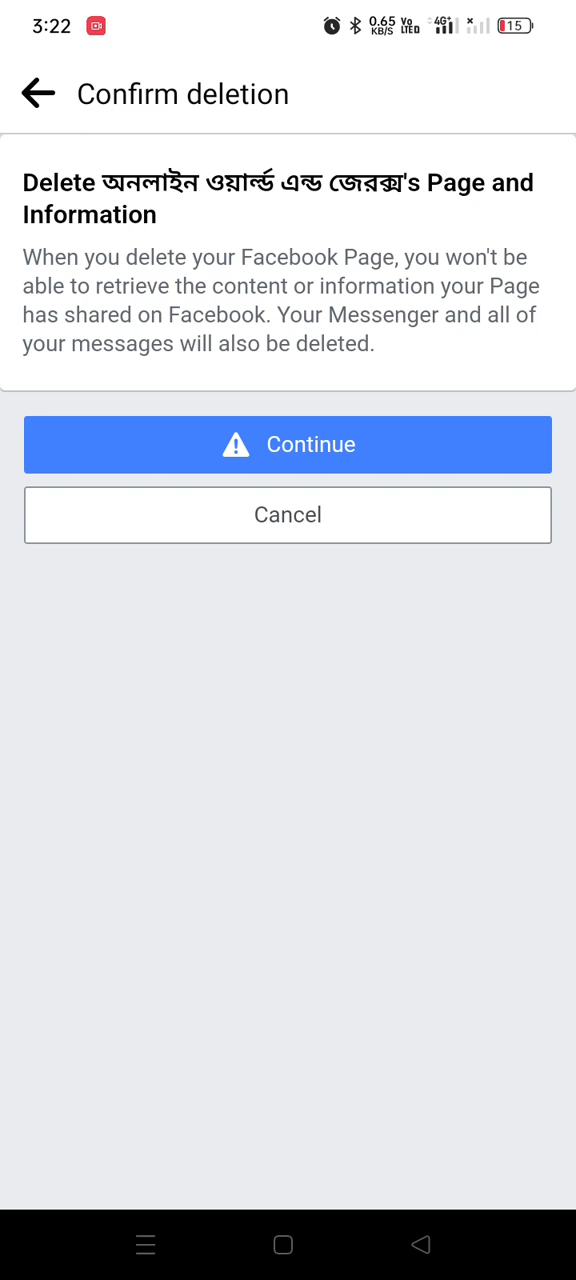 3:22
0.65 KB/S Vo LTED 4G+ 15
Confirm deletion
Delete অনলাইন ওয়ার্ল্ড এন্ড জেরক্স's Page and
Information
When you delete your Facebook Page, you won't be
able to retrieve the content or information your Page
has shared on Facebook. Your Messenger and all of
your messages will also be deleted.
Continue
Cancel